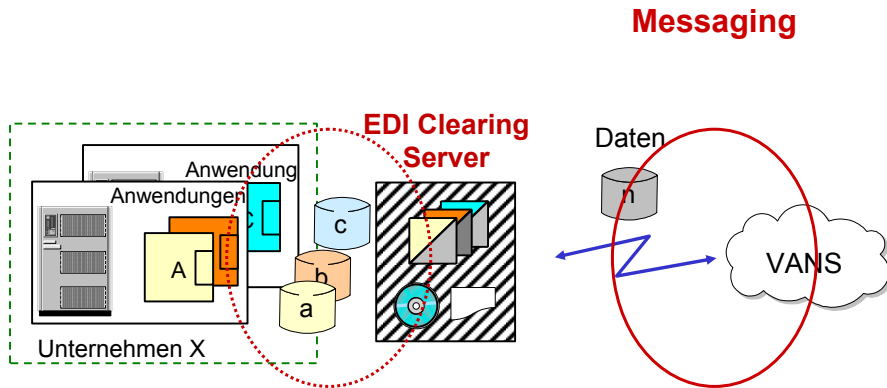 Messaging
EDI Clearing
Server
Daten
Anwendung
Anwendungen
C
c
n
A
b
a
VANS
Unternehmen X